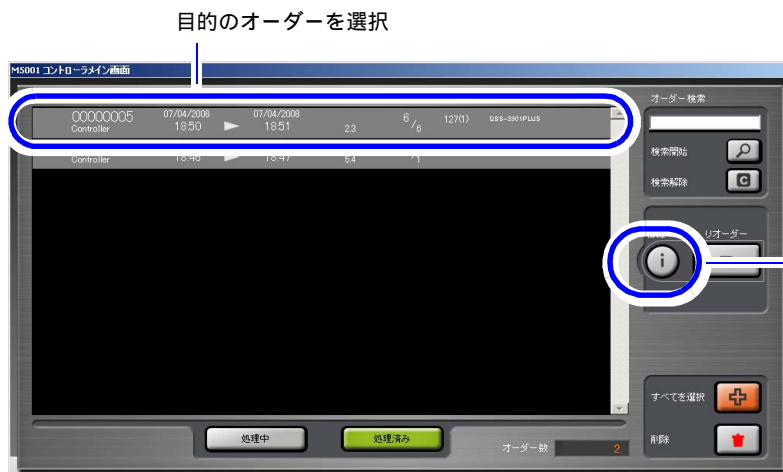 目的のオーダーを選択
M5001 コントローラメイン画面
オーダー検索
00000005 07/04/2008 07/04/2008 6/6 127(1) QSS-3901PLUS
Controller 18:50 18:51 2.3
検索開始
Controller 18:46 18:47 5.4 /1
検索解除
C
リオーダー
i
すべてを選択
処理中 処理済み オーダー数 2 削除